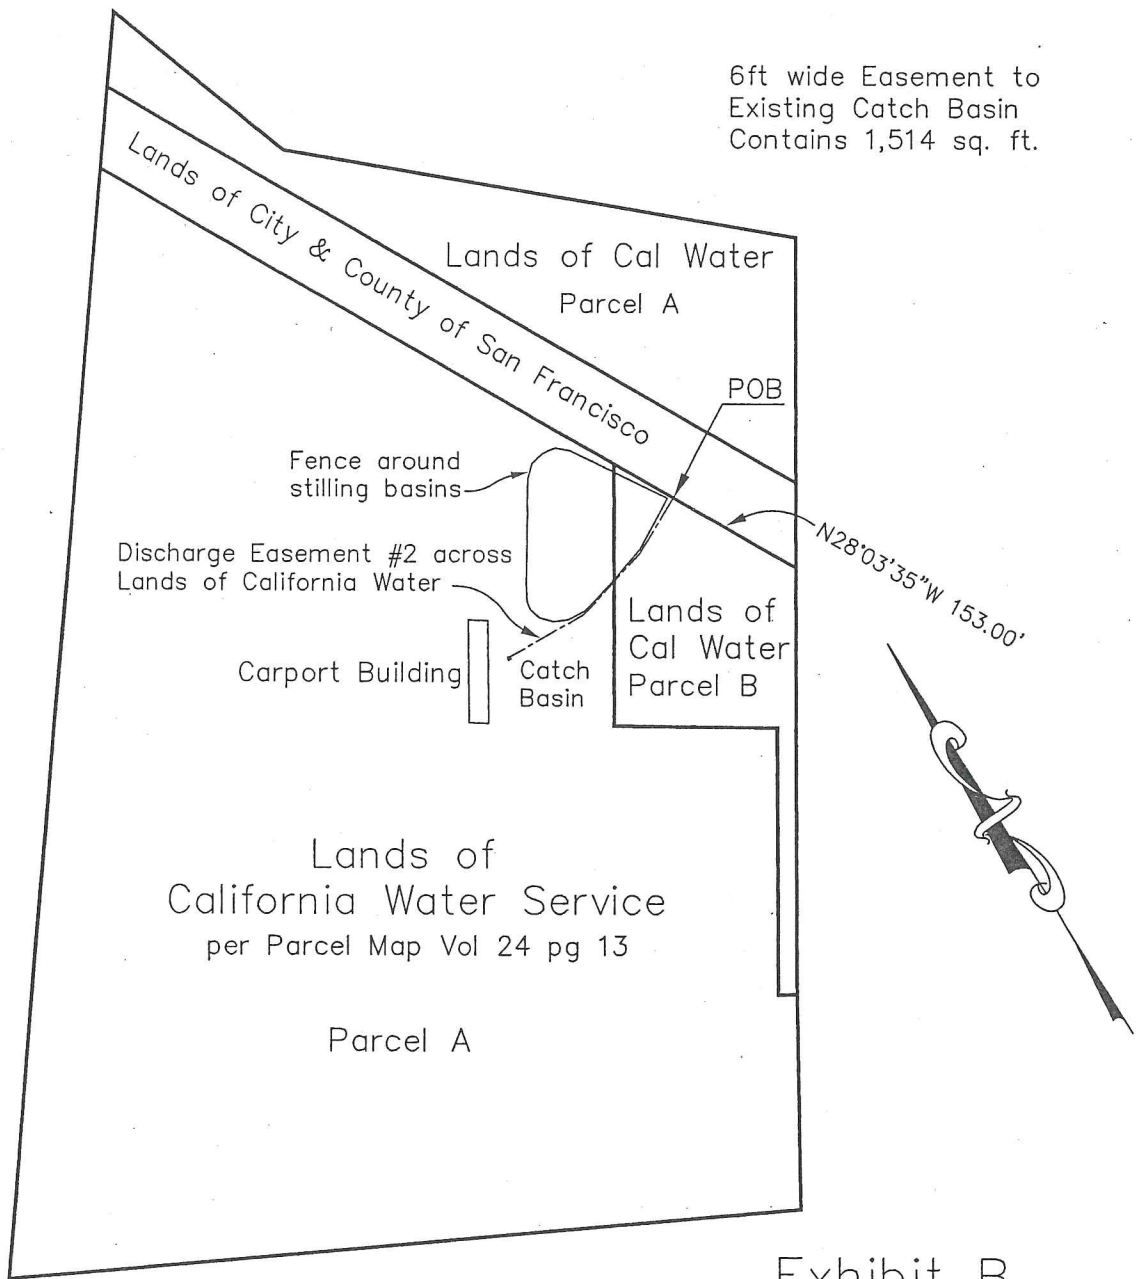 6ft wide Easement to
Existing Catch Basin
Contains 1,514 sq. ft.
Lands of City & County of San Francisco
Lands of Cal Water
Parcel A
POB
Fence around
stilling basins
N28°03'35"W 153.00'
Discharge Easement #2 across
Lands of California Water
Lands of
Cal Water
Parcel B
Carport Building
Catch
Basin
Lands of
California Water Service
per Parcel Map Vol 24 pg 13
Parcel A
Exhibit B